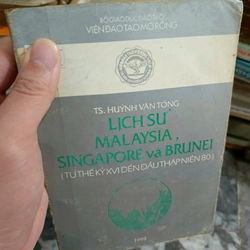 BỘ GIÁO DỤC ĐÀO TẠO
VIỆN ĐÀO TẠO MỞ RỘNG
TS. HUỲNH VĂN TÒNG
LỊCH SỬ
MALAYSIA,
SINGAPORE và BRUNEI
(TỪ THẾ KỶ XVI ĐẾN ĐẦU THẬP NIÊN 80)